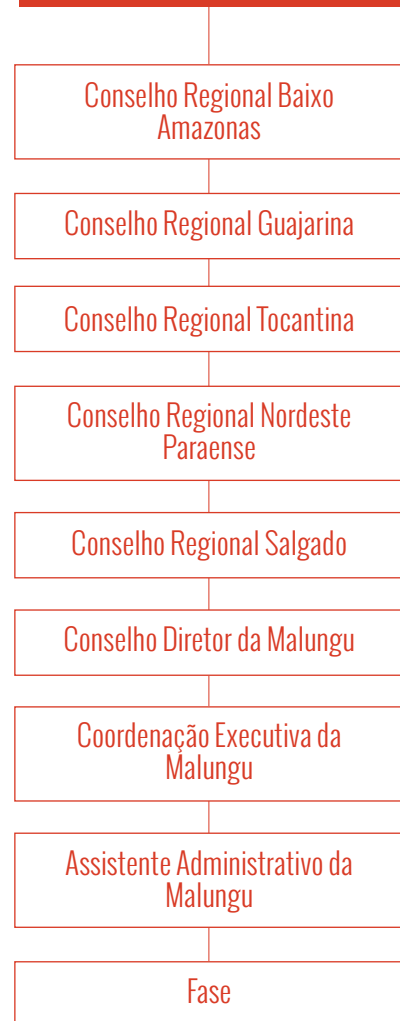 Conselho Regional Baixo
Amazonas
Conselho Regional Guajarina
Conselho Regional Tocantina
Conselho Regional Nordeste
Paraense
Conselho Regional Salgado
Conselho Diretor da Malungu
Coordenação Executiva da
Malungu
Assistente Administrativo da
Malungu
Fase